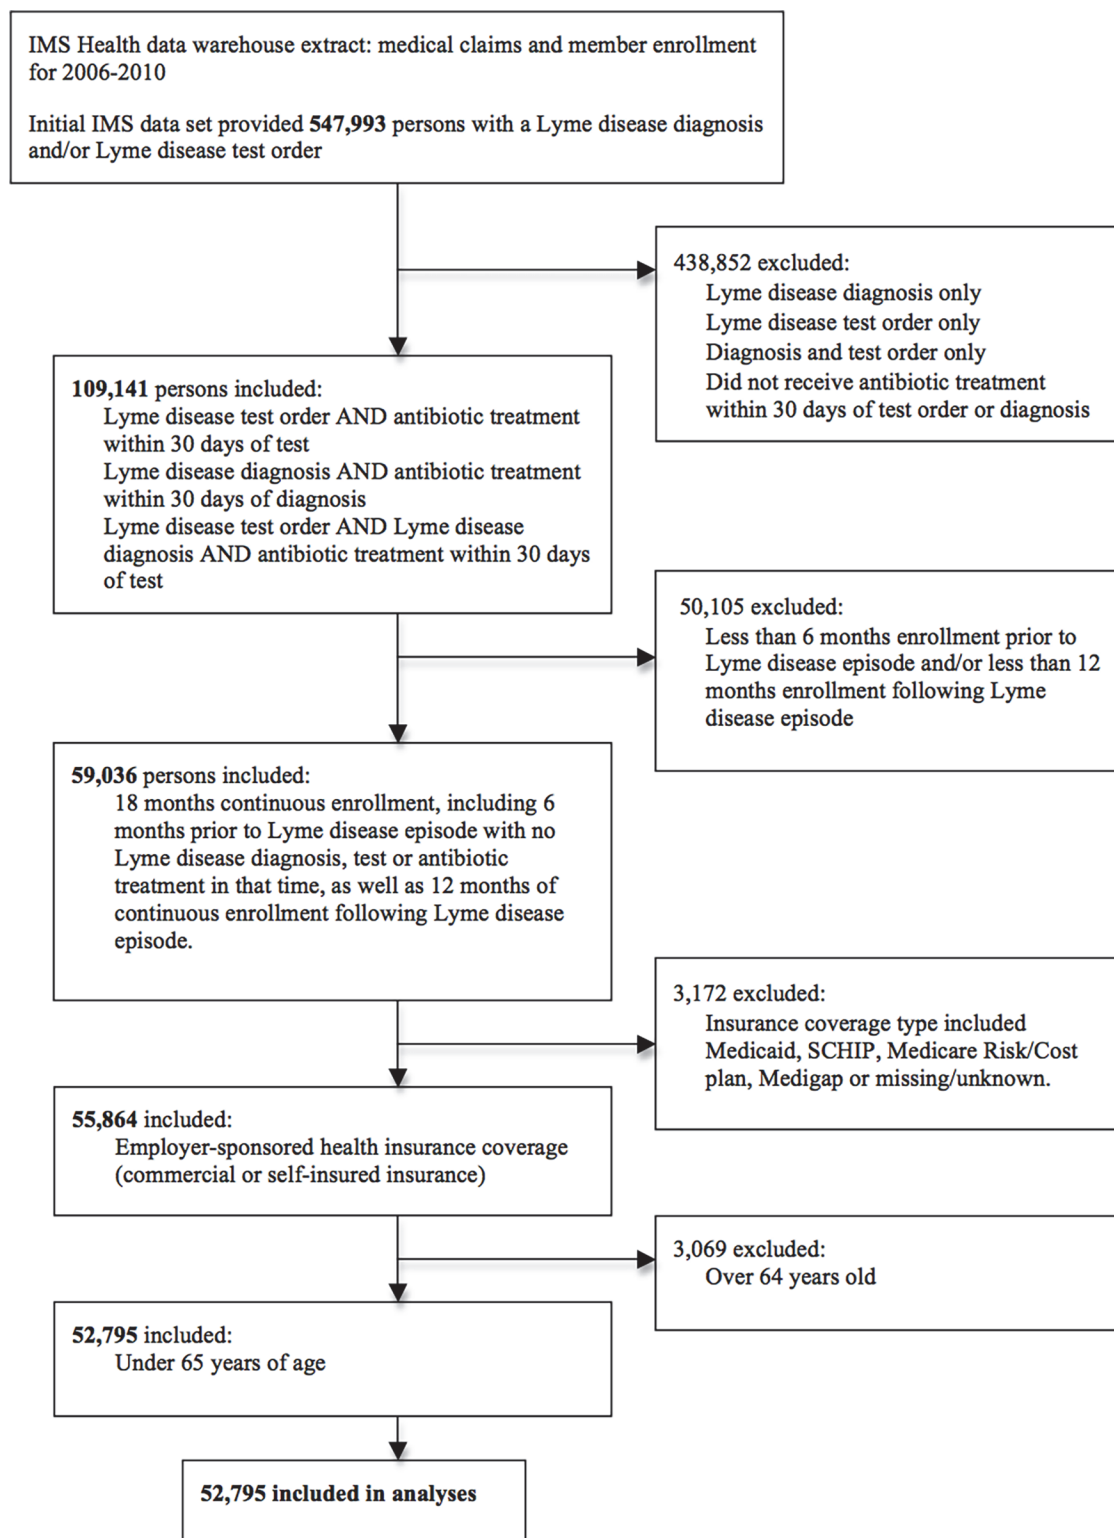 IMS Health data warehouse extract: medical claims and member enrollment
for 2006-2010
Initial IMS data set provided 547,993 persons with a Lyme disease diagnosis
and/or Lyme disease test order
438,852 excluded:
Lyme disease diagnosis only
Lyme disease test order only
Diagnosis and test order only
Did not receive antibiotic treatment
within 30 days of test order or diagnosis
109,141 persons included:
Lyme disease test order AND antibiotic treatment
within 30 days of test
Lyme disease diagnosis AND antibiotic treatment
within 30 days of diagnosis
Lyme disease test order AND Lyme disease
diagnosis AND antibiotic treatment within 30 days
of test
50,105 excluded:
Less than 6 months enrollment prior to
Lyme disease episode and/or less than 12
months enrollment following Lyme
disease episode
59,036 persons included:
18 months continuous enrollment, including 6
months prior to Lyme disease episode with no
Lyme disease diagnosis, test or antibiotic
treatment in that time, as well as 12 months of
continuous enrollment following Lyme disease
episode.
3,172 excluded:
Insurance coverage type included
Medicaid, SCHIP, Medicare Risk/Cost
plan, Medigap or missing/unknown.
55,864 included:
Employer-sponsored health insurance coverage
(commercial or self-insured insurance)
3,069 excluded:
Over 64 years old
52,795 included:
Under 65 years of age
52,795 included in analyses